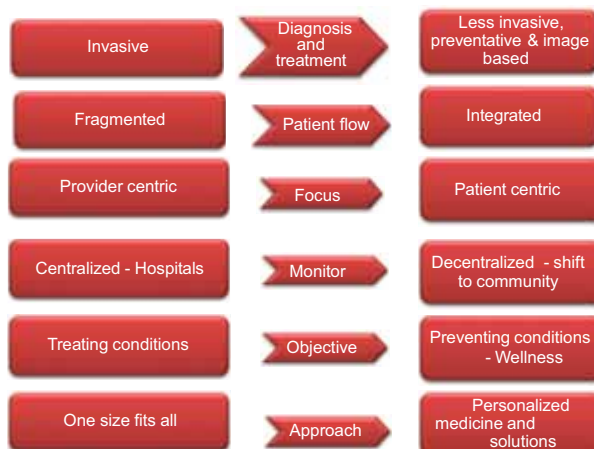 Invasive
Diagnosis
and
treatment
Less invasive,
preventative & image
based
Fragmented
Patient flow
Integrated
Provider centric
Focus
Patient centric
Centralized - Hospitals
Monitor
Decentralized - shift
to community
Treating conditions
Objective
Preventing conditions
- Wellness
One size fits all
Approach
Personalized
medicine and
solutions